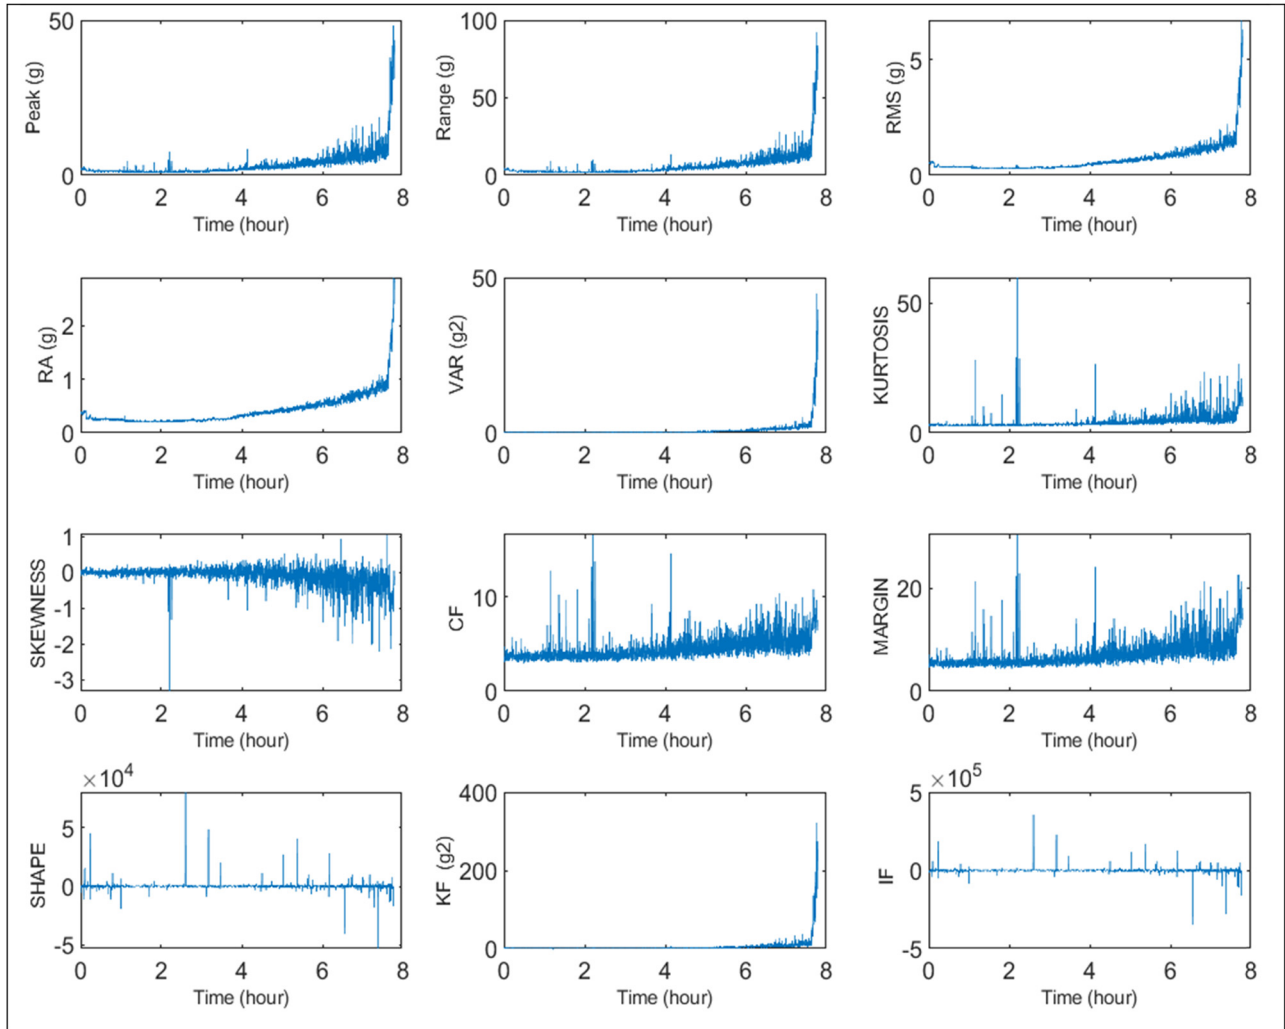 50
Peak (g)
0
0 2 4 6 8
Time (hour)
100
50
Range (g)
0
0 2 4 6 8
Time (hour)
5
RMS (g)
0
0 2 4 6 8
Time (hour)
2
1
RA (g)
0
0 2 4 6 8
Time (hour)
50
VAR (g2)
0
0 2 4 6 8
Time (hour)
50
KURTOSIS
0
0 2 4 6 8
Time (hour)
1
0
-1
-2
-3
SKEWNESS
0 2 4 6 8
Time (hour)
10
CF
0
0 2 4 6 8
Time (hour)
20
MARGIN
0
0 2 4 6 8
Time (hour)
×10⁴
5
0
-5
SHAPE
0 2 4 6 8
Time (hour)
400
200
KF (g2)
0
0 2 4 6 8
Time (hour)
×10⁵
5
0
IF
-5
0 2 4 6 8
Time (hour)